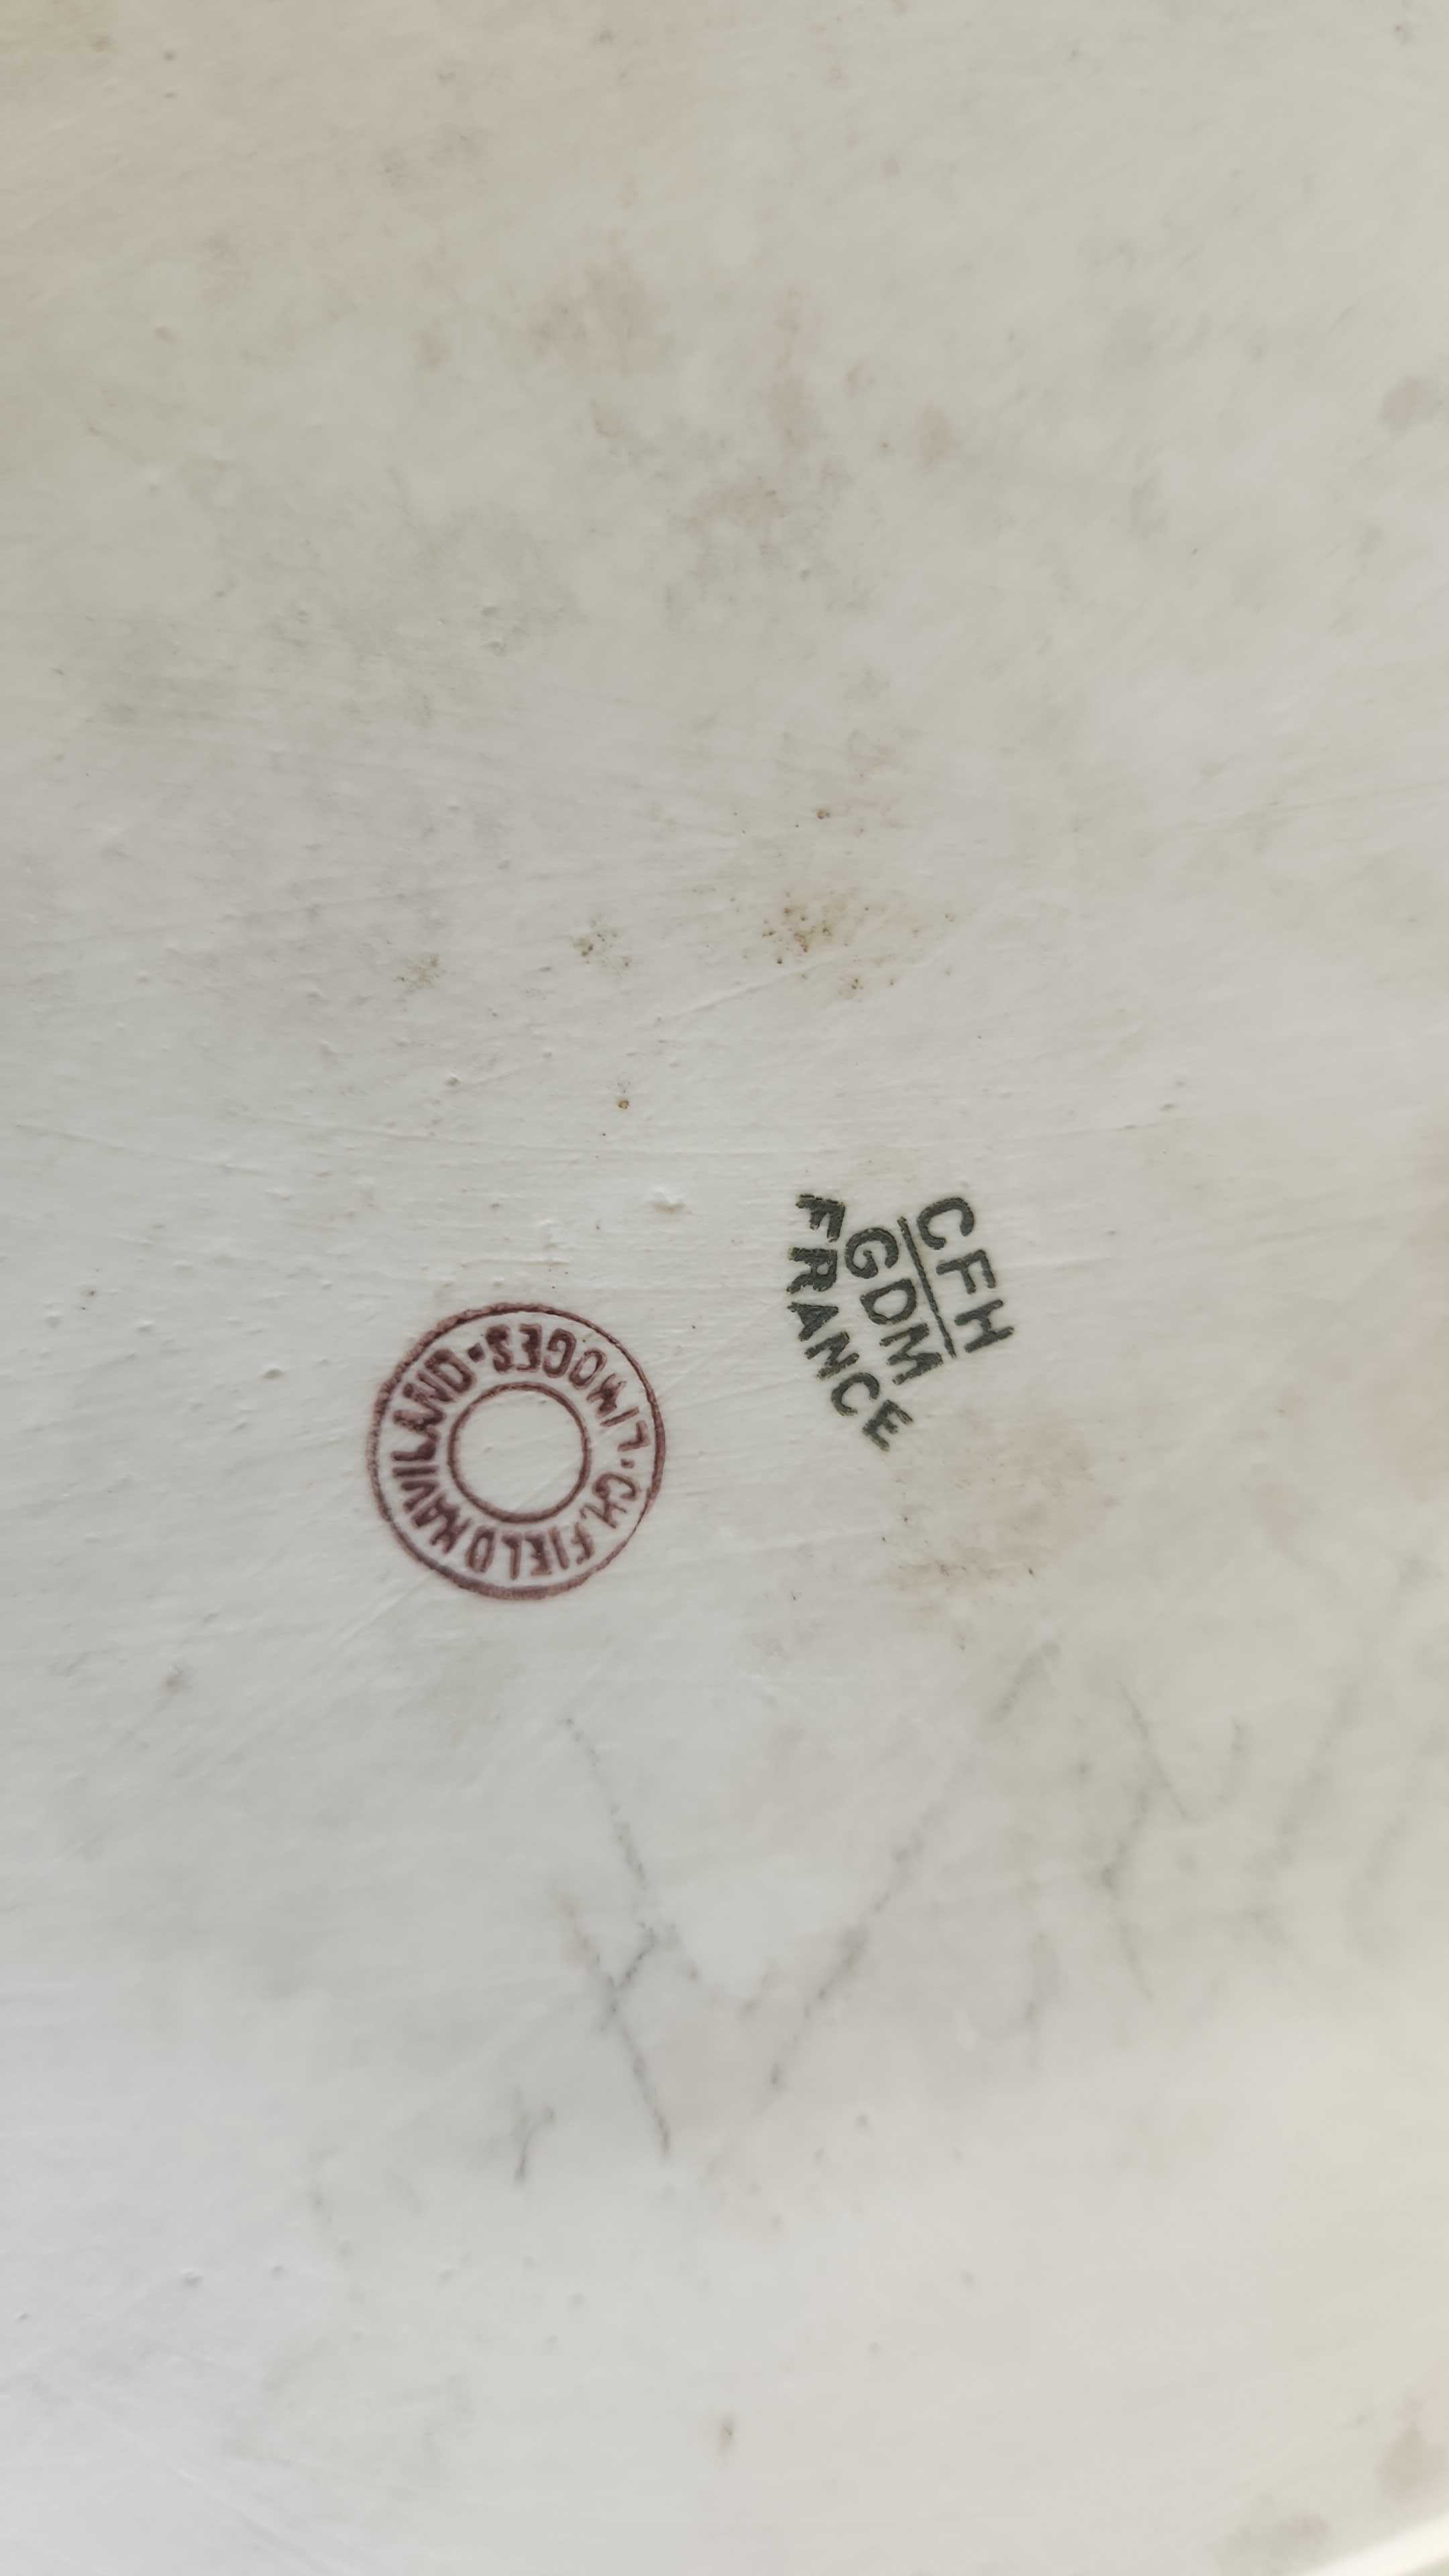 CFH
GDM
FRANCE
CH. FIELD HAVILAND · LIMOGES ·